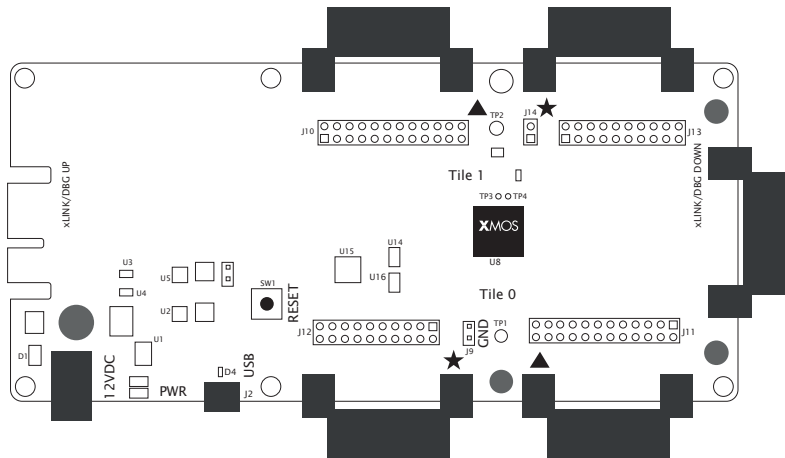 J10
TP2
J14
J13
xLINK/DBG UP
xLINK/DBG DOWN
Tile 1
TP3
TP4
XMOS
U8
U3
U5
U4
U15
U14
U16
SW1
RESET
Tile 0
U2
U1
J12
GND
TP1
J11
J9
D1
12VDC
PWR
D4
USB
J2